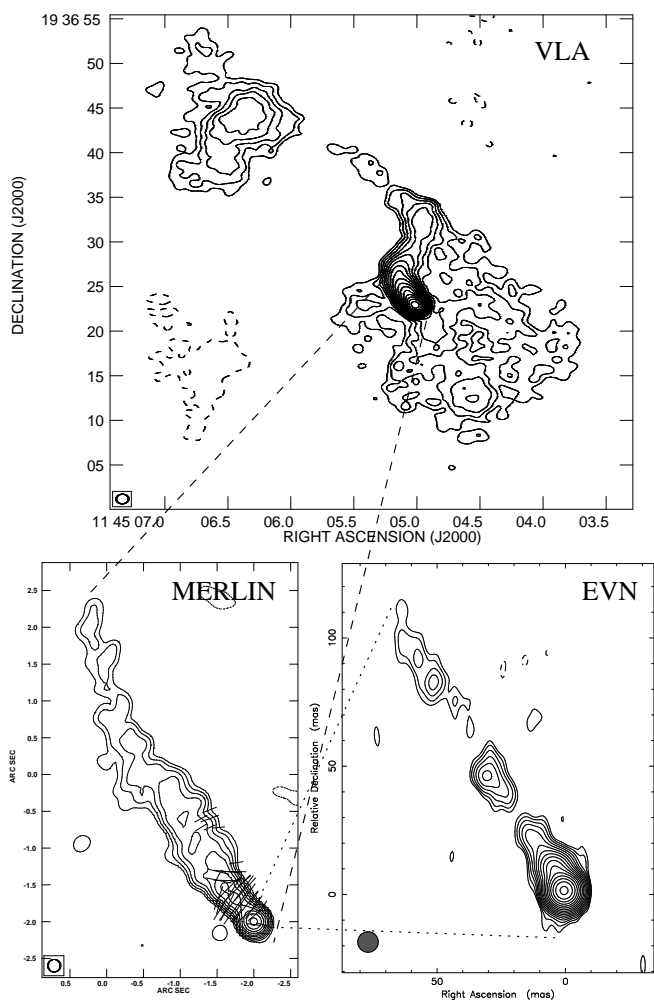 19 36 55
VLA
50
45
40
35
30
25
20
15
10
05
DECLINATION (J2000)
11 45 07.0 06.5 06.0 05.5 05.0 04.5 04.0 03.5
RIGHT ASCENSION (J2000)
MERLIN
2.5
2.0
1.5
1.0
0.5
0.0
-0.5
-1.0
-1.5
-2.0
-2.5
ARC SEC
0.5 0.0 -0.5 -1.0 -1.5 -2.0 -2.5
ARC SEC
EVN
100
50
0
Relative Declination (mas)
50 0
Right Ascension (mas)